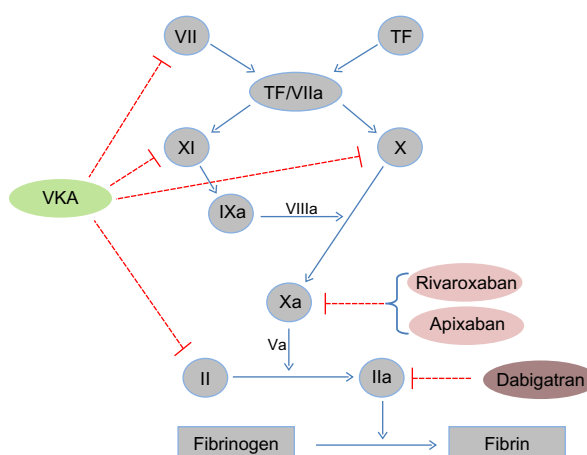 VII
TF
TF/VIIa
XI
X
VKA
IXa
VIIIa
Rivaroxaban
Xa
Apixaban
Va
II
IIa
Dabigatran
Fibrinogen
Fibrin